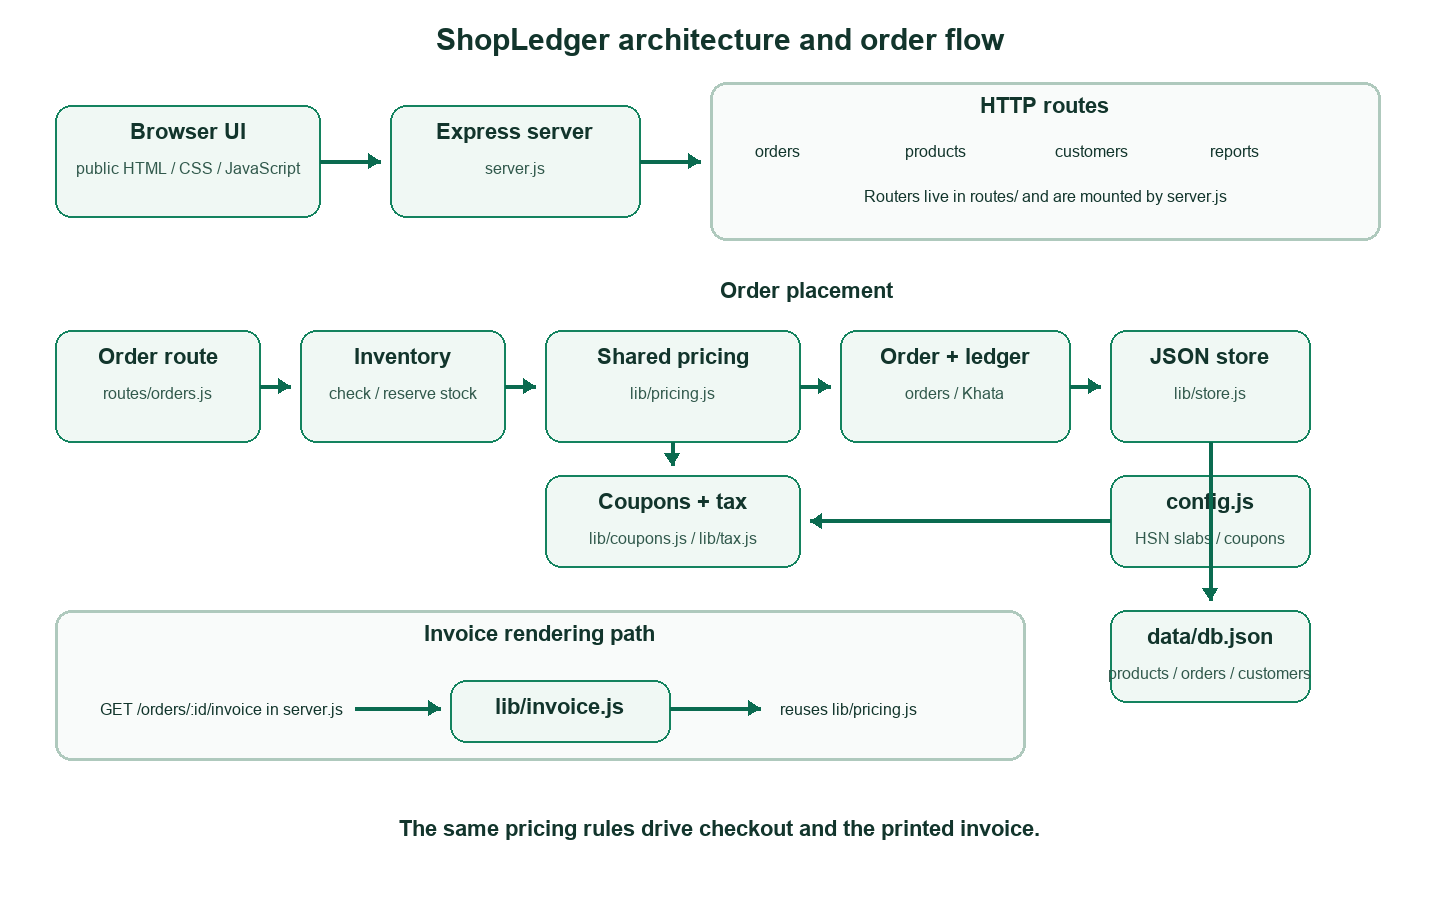 ShopLedger architecture and order flow
Browser UI
public HTML / CSS / JavaScript
Express server
server.js
HTTP routes
orders products customers reports
Routers live in routes/ and are mounted by server.js
Order placement
Order route
routes/orders.js
Inventory
check / reserve stock
Shared pricing
lib/pricing.js
Order + ledger
orders / Khata
JSON store
lib/store.js
Coupons + tax
lib/coupons.js / lib/tax.js
config.js
HSN slabs / coupons
data/db.json
products / orders / customers
Invoice rendering path
GET /orders/:id/invoice in server.js
lib/invoice.js
reuses lib/pricing.js
The same pricing rules drive checkout and the printed invoice.